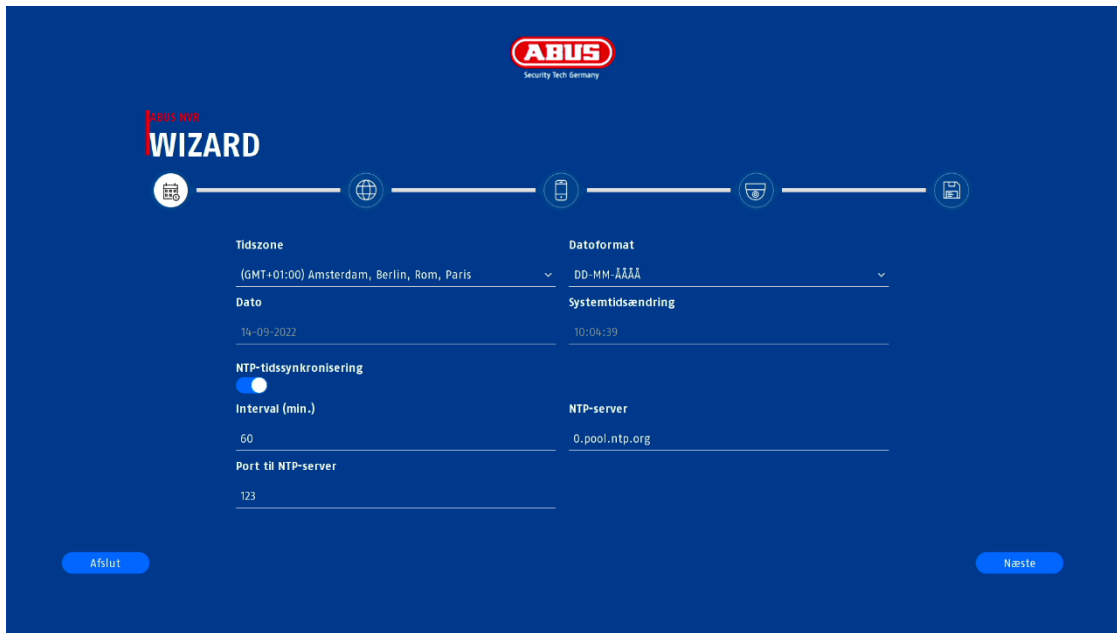 ABUS
Security Tech Germany
ABUS NVR
WIZARD
Tidszone
Datoformat
(GMT+01:00) Amsterdam, Berlin, Rom, Paris
DD-MM-ÅÅÅÅ
Dato
Systemtidsændring
14-09-2022
10:04:39
NTP-tidssynkronisering
Interval (min.)
NTP-server
60
0.pool.ntp.org
Port til NTP-server
123
Afslut
Næste